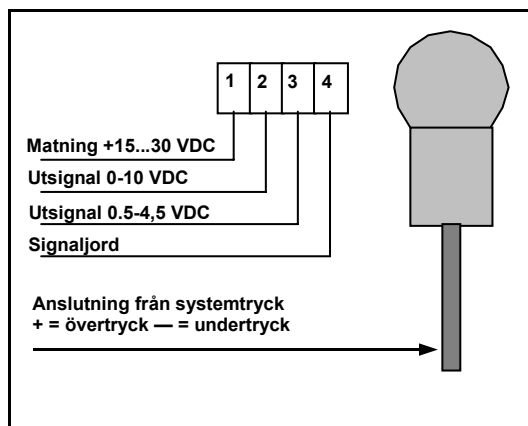 1 2 3 4
Matning +15...30 VDC
Utsignal 0-10 VDC
Utsignal 0.5-4,5 VDC
Signaljord
Anslutning från systemtryck
+ = övertryck — = undertryck